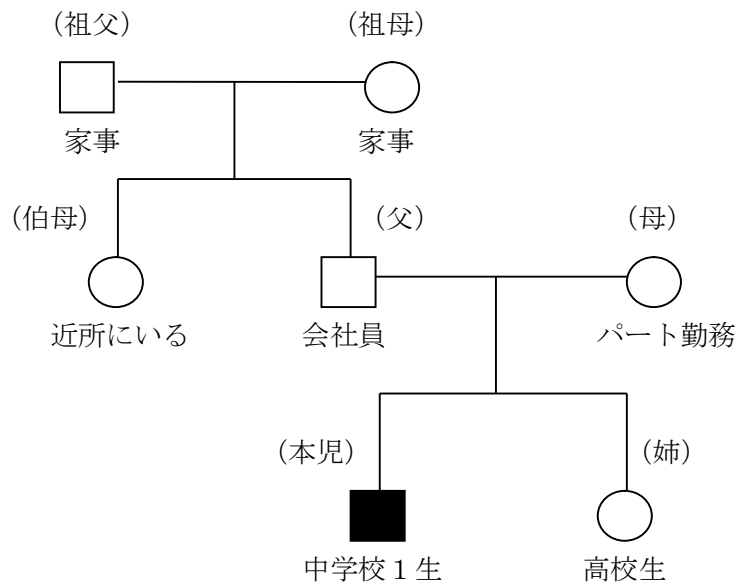 （祖父）
（祖母）
家事
家事
（伯母）
（父）
（母）
近所にいる
会社員
パート勤務
（本児）
（姉）
中学校１生
高校生